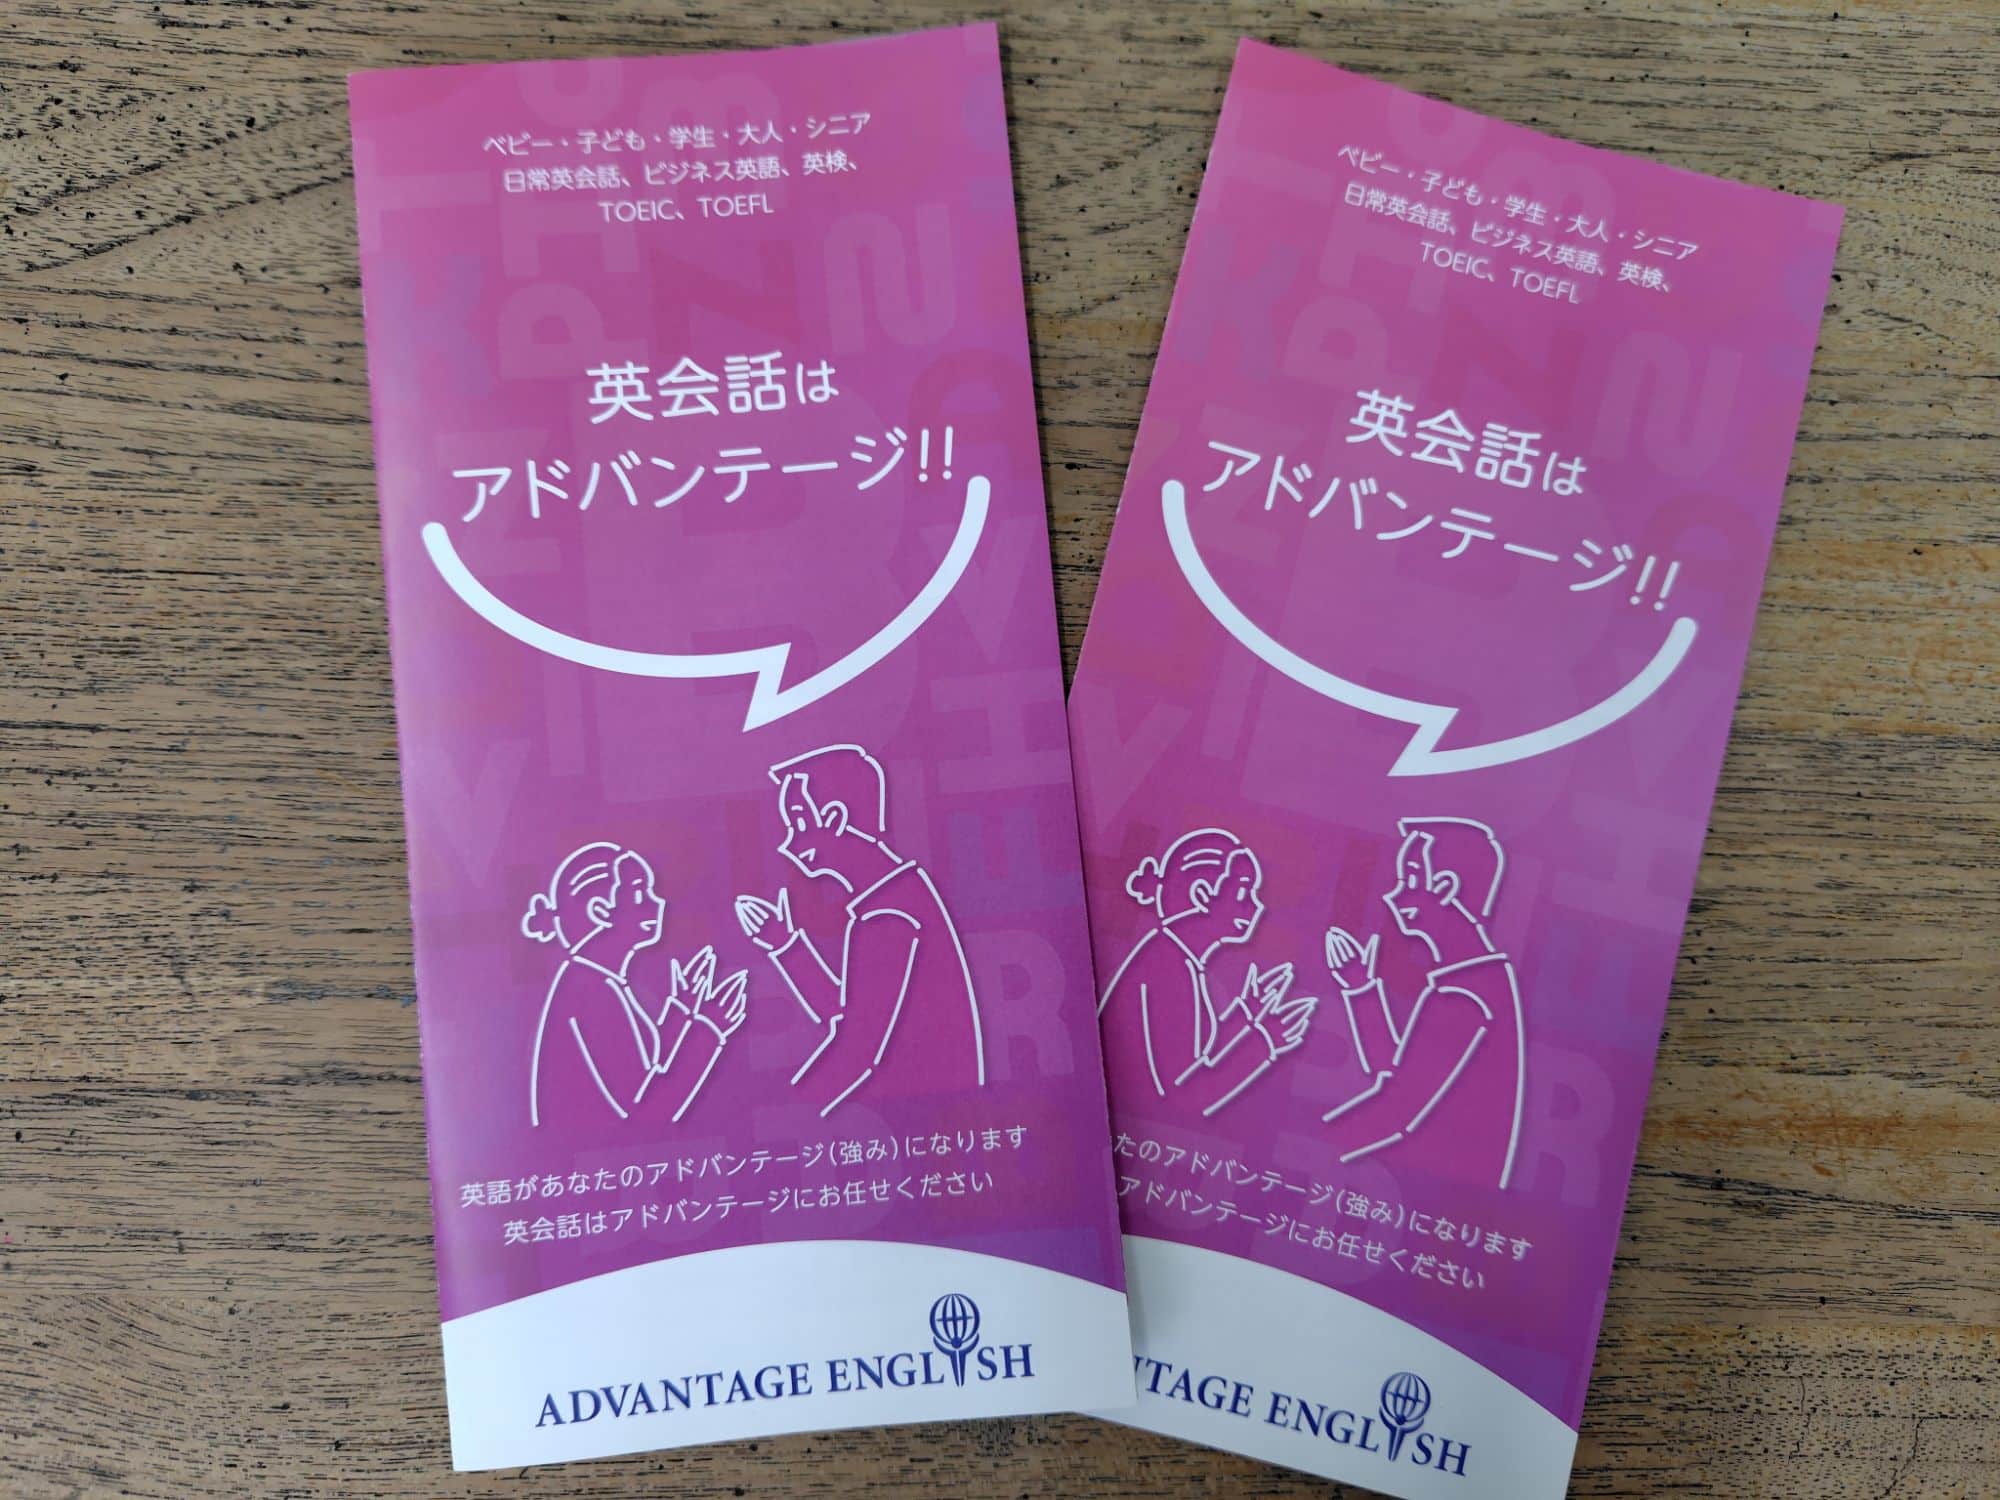 ベビー・子ども・学生・大人・シニア
日常英会話、ビジネス英語、英検、
TOEIC、TOEFL
英会話は
アドバンテージ!!
英語があなたのアドバンテージ(強み)になります
英会話はアドバンテージにお任せください
ADVANTAGE ENGLISH
ベビー・子ども・学生・大人・シニア
日常英会話、ビジネス英語、英検、
TOEIC、TOEFL
英会話は
アドバンテージ!!
たのアドバンテージ(強み)になります
アドバンテージにお任せください
NTAGE ENGLISH